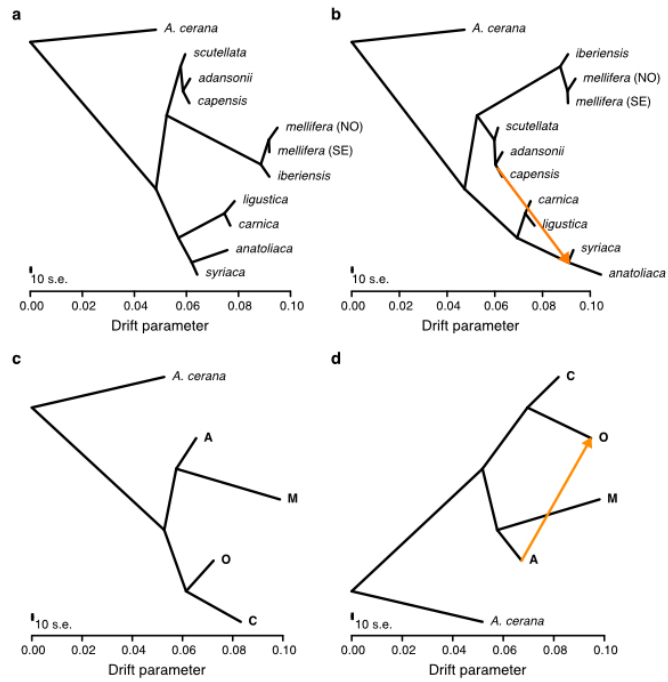 a
A. cerana
scutellata
adansonii
capensis
mellifera (NO)
mellifera (SE)
iberiensis
ligustica
carnica
anatoliaca
syriaca
10 s.e.
0.00 0.02 0.04 0.06 0.08 0.10
Drift parameter
b
A. cerana
iberiensis
mellifera (NO)
mellifera (SE)
scutellata
adansonii
capensis
carnica
ligustica
syriaca
anatoliaca
10 s.e.
0.00 0.02 0.04 0.06 0.08 0.10
Drift parameter
c
A. cerana
A
M
O
C
10 s.e.
0.00 0.02 0.04 0.06 0.08 0.10
Drift parameter
d
C
O
M
A
A. cerana
10 s.e.
0.00 0.02 0.04 0.06 0.08 0.10
Drift parameter